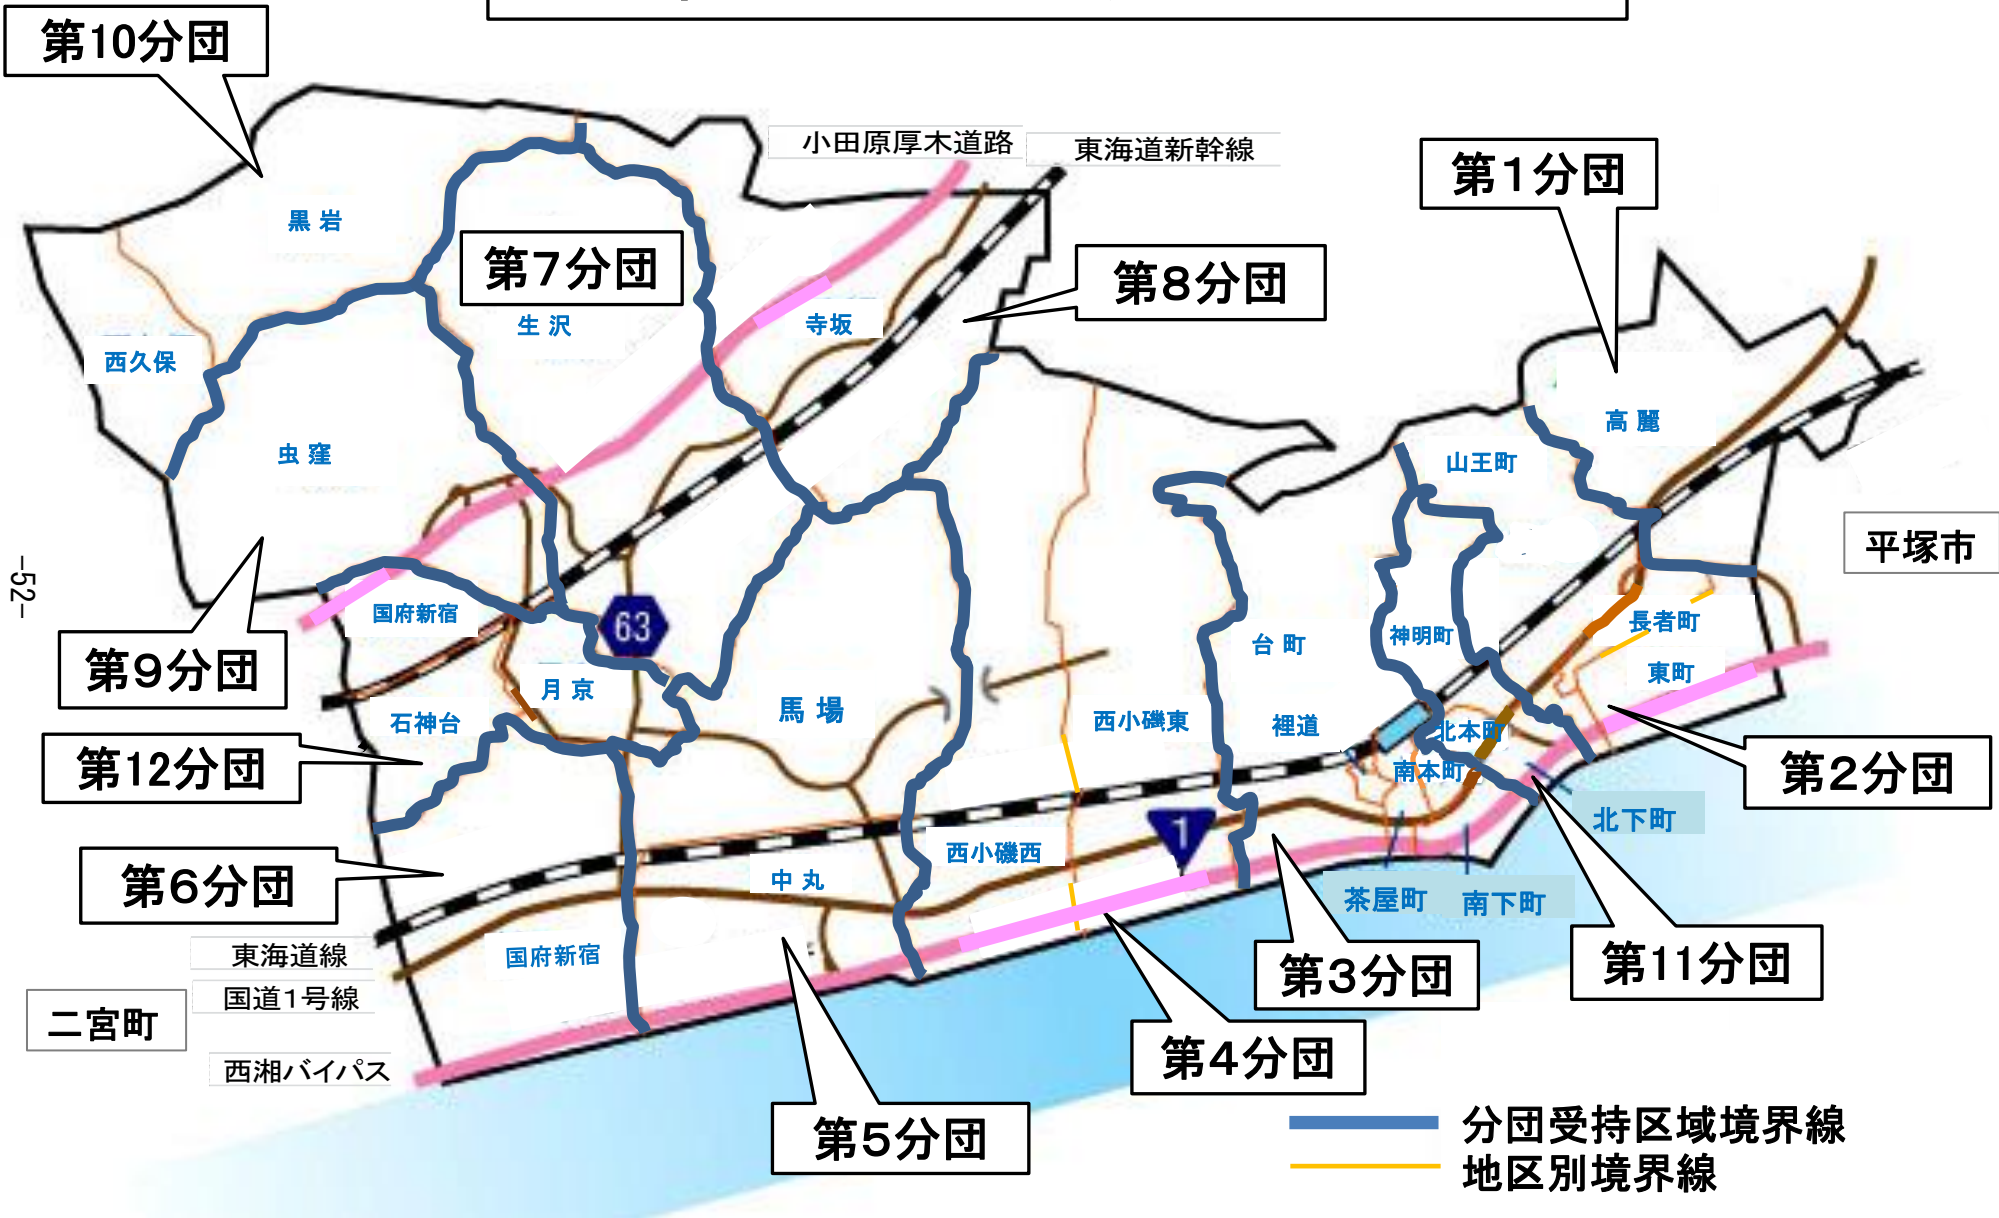 第10分団
小田原厚木道路
東海道新幹線
第1分団
黒岩
第7分団
第8分団
生沢
寺坂
西久保
高麗
虫窪
山王町
平塚市
-52-
国府新宿
63
長者町
神明町
台町
第9分団
東町
月京
馬場
石神台
西小磯東
裡道
北本町
第12分団
南本町
第2分団
北下町
1
西小磯西
第6分団
中丸
茶屋町
南下町
東海道線
国府新宿
第3分団
第11分団
国道1号線
二宮町
第4分団
西湘バイパス
第5分団
分団受持区域境界線
地区別境界線